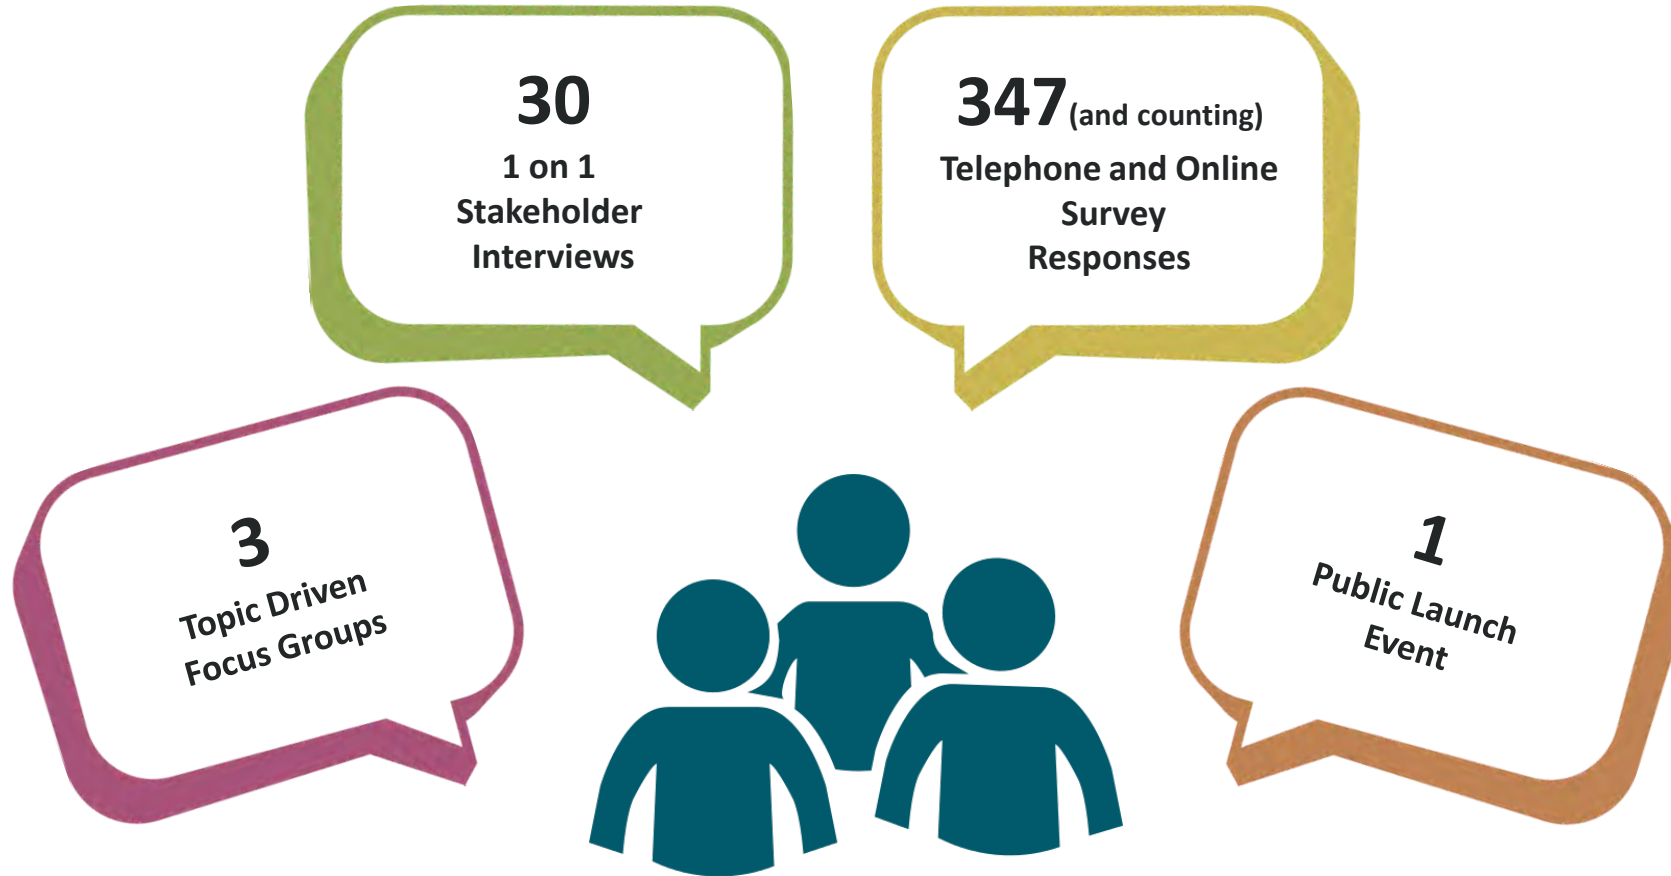 30
1 on 1
Stakeholder
Interviews
347 (and counting)
Telephone and Online
Survey
Responses
3
Topic Driven
Focus Groups
1
Public Launch
Event